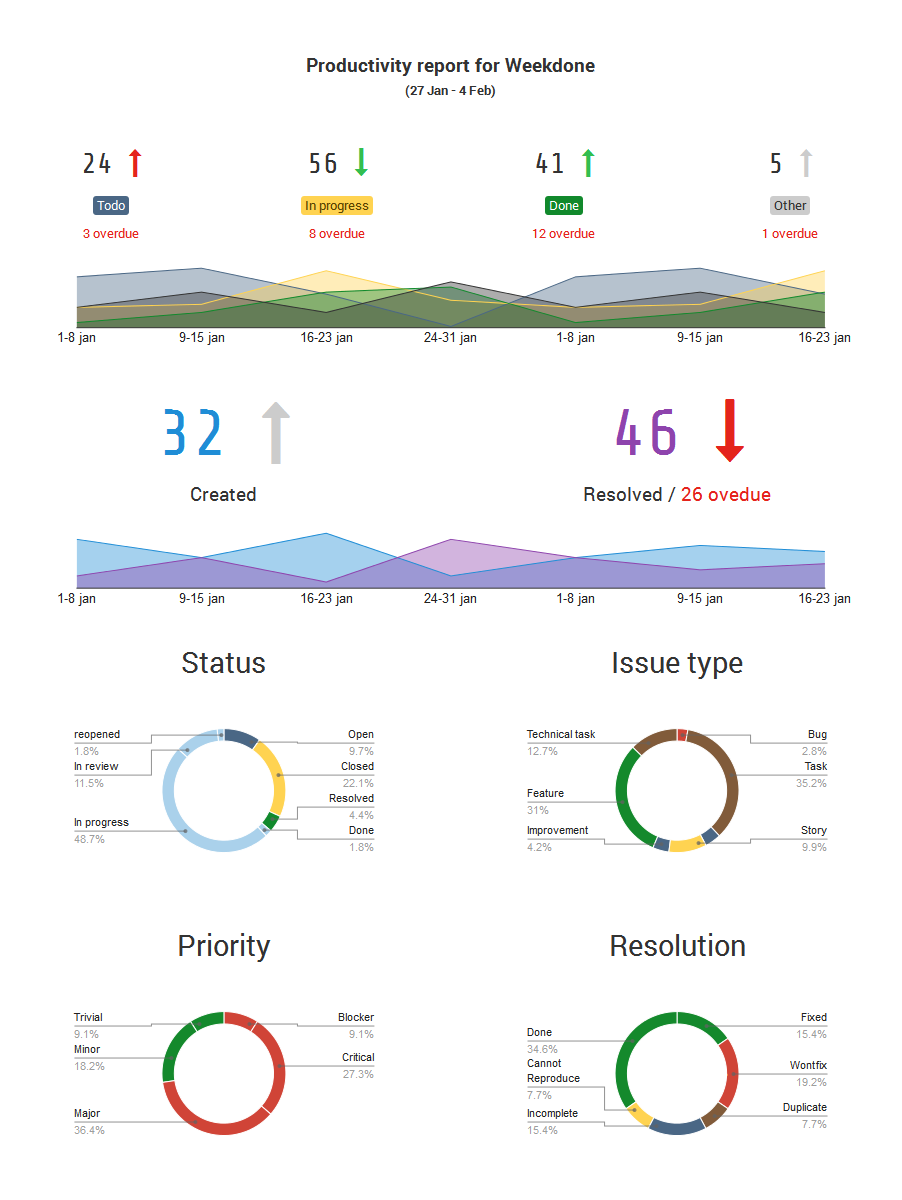 Productivity report for Weekdone
(27 Jan - 4 Feb)
24 56 41 5
Todo In progress Done Other
3 overdue 8 overdue 12 overdue 1 overdue
1-8 jan 9-15 jan 16-23 jan 24-31 jan 1-8 jan 9-15 jan 16-23 jan
32 46
Created Resolved / 26 ovedue
1-8 jan 9-15 jan 16-23 jan 24-31 jan 1-8 jan 9-15 jan 16-23 jan
Status
reopened
1.8%
In review
11.5%
In progress
48.7%
Open
9.7%
Closed
22.1%
Resolved
4.4%
Done
1.8%
Issue type
Technical task
12.7%
Feature
31%
Improvement
4.2%
Bug
2.8%
Task
35.2%
Story
9.9%
Priority
Trivial
9.1%
Minor
18.2%
Major
36.4%
Blocker
9.1%
Critical
27.3%
Resolution
Done
34.6%
Cannot
Reproduce
7.7%
Incomplete
15.4%
Fixed
15.4%
Wontfix
19.2%
Duplicate
7.7%